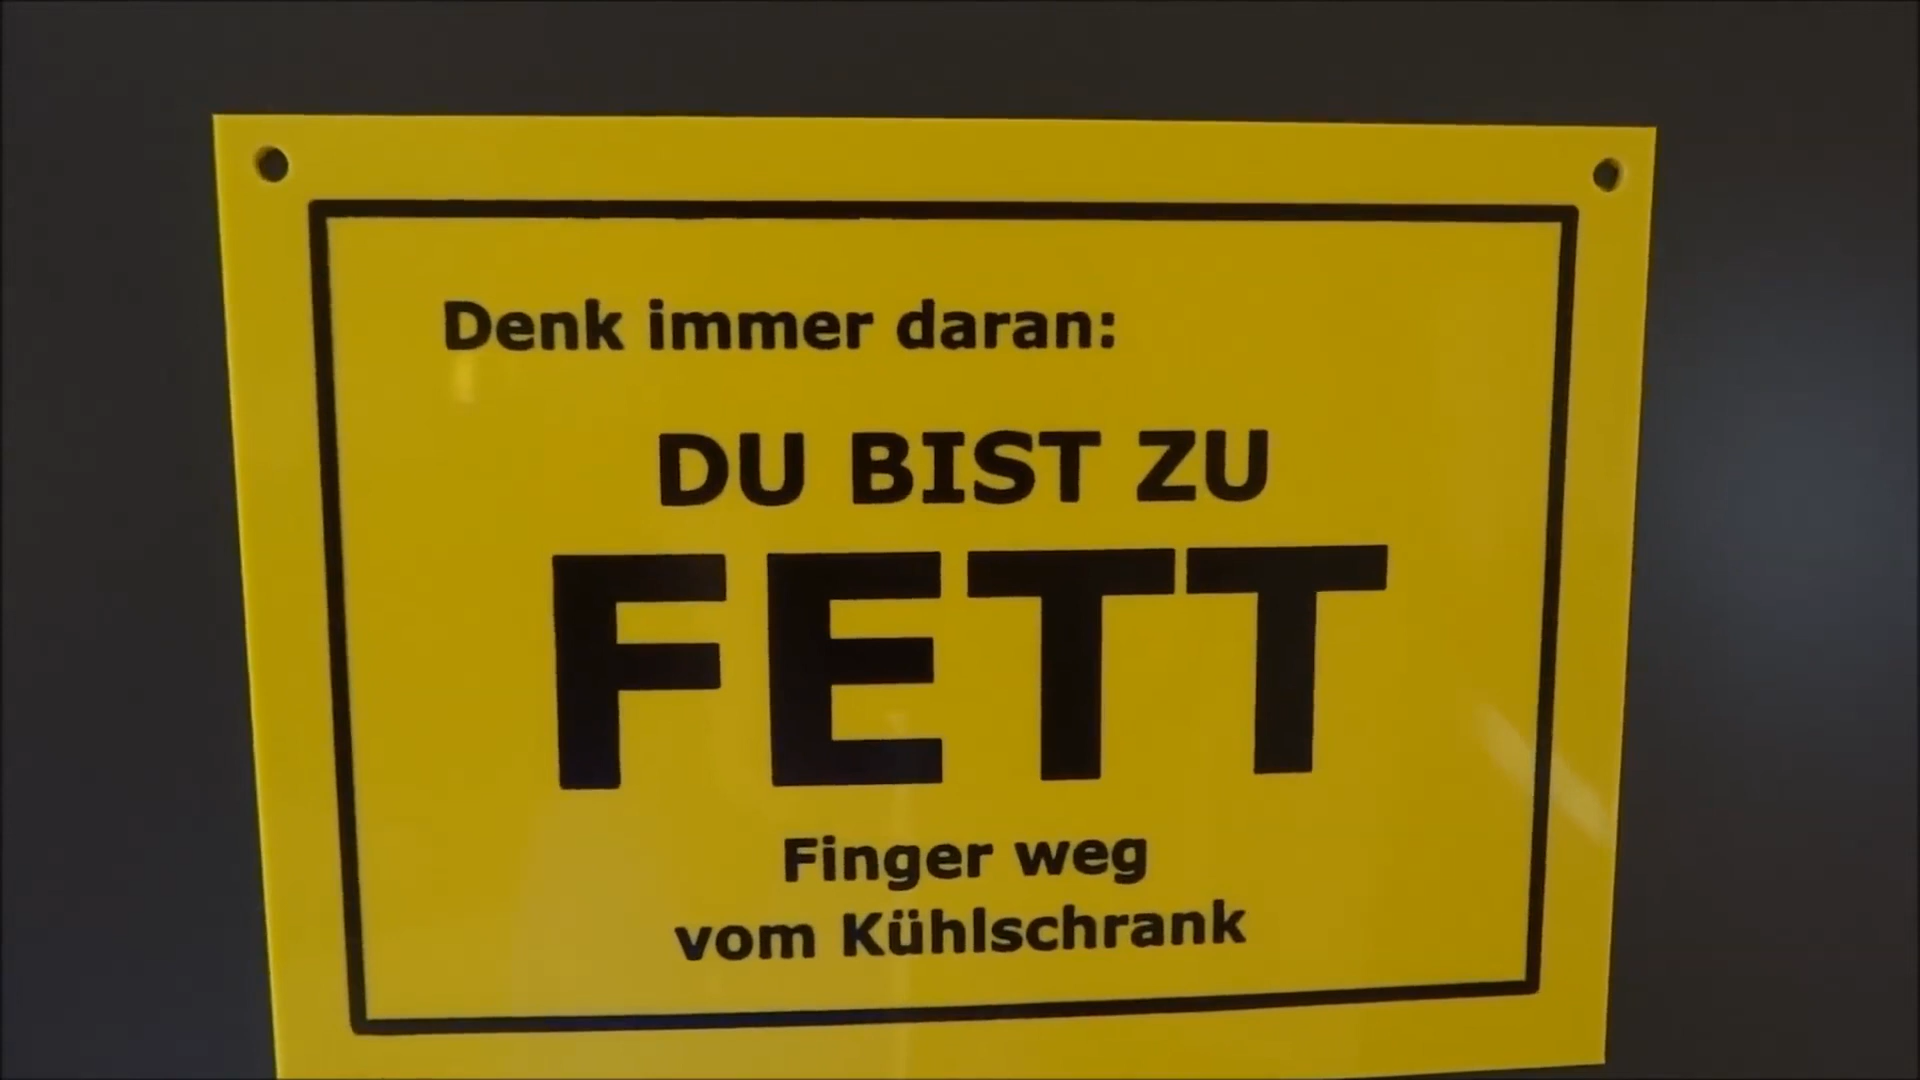 Denk immer daran:
DU BIST ZU
FETT
Finger weg
vom Kühlschrank